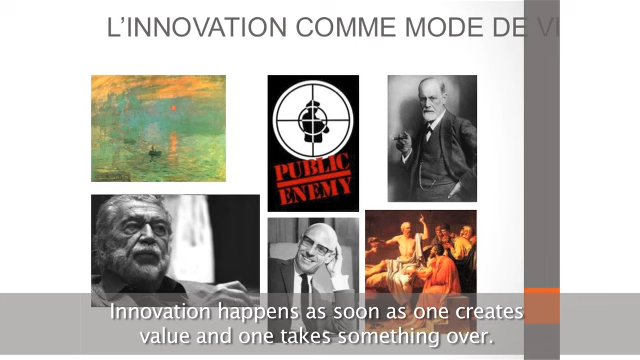 L'INNOVATION COMME MODE DE VI
PUBLIC
ENEMY
Innovation happens as soon as one creates
value and one takes something over.